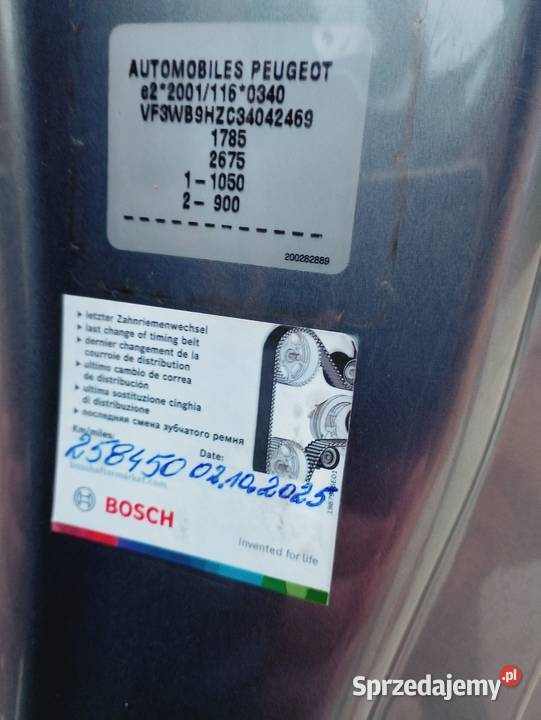 AUTOMOBILES PEUGEOT
e2*2001/116*0340
VF3WB9HZC34042469
1785
2675
1-1050
2-900
200282889
letzter Zahnriemenwechsel
last change of timing belt
dernier changement de la
courroie de distribution
ultimo cambio de correa
de distribución
ultima sostituzione cinghia
di distribuzione
последняя смена зубчатого ремня
Km/miles:
Date:
258450 02.10.2025
boschaftermarket.com
BOSCH
Invented for life
Sprzedajemy.pl